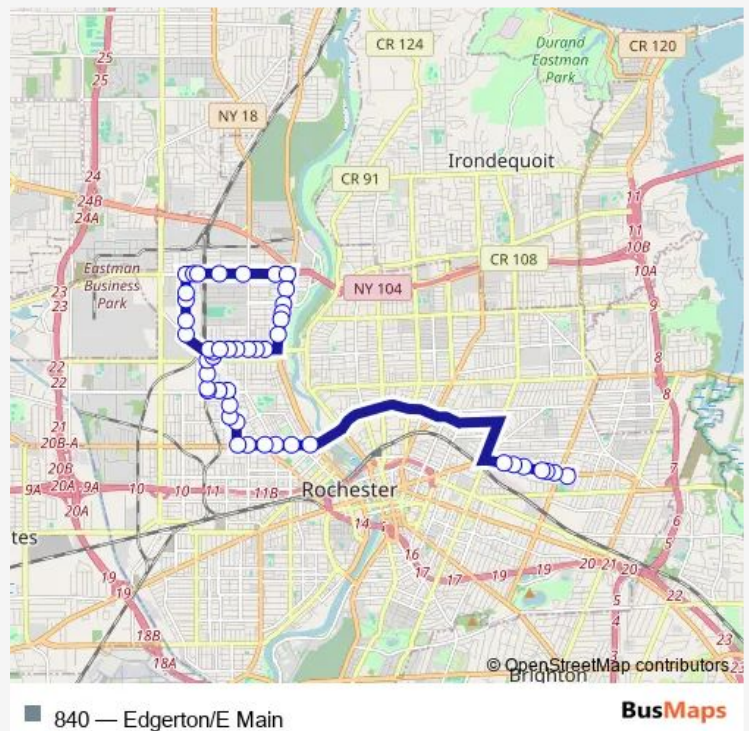 CR 124
Durand
Eastman
Park
CR 120
25
25
NY 18
Irondequoit
CR 91
24
24B
24A
11
11
10B
10A
CR 108
Eastman
Business
Park
23
23
NY 104
9
22
22
8
8
21
20B-A
20B
9A 20A 9A
20A
10 10 11
11B
Rochester
14
7
tes
16
17
17 19 19
20 21 20
6
5
5
4
22
19
19
18B
18A
23
23
© OpenStreetMap contributors
Brighton
840 — Edgerton/E Main
BusMaps